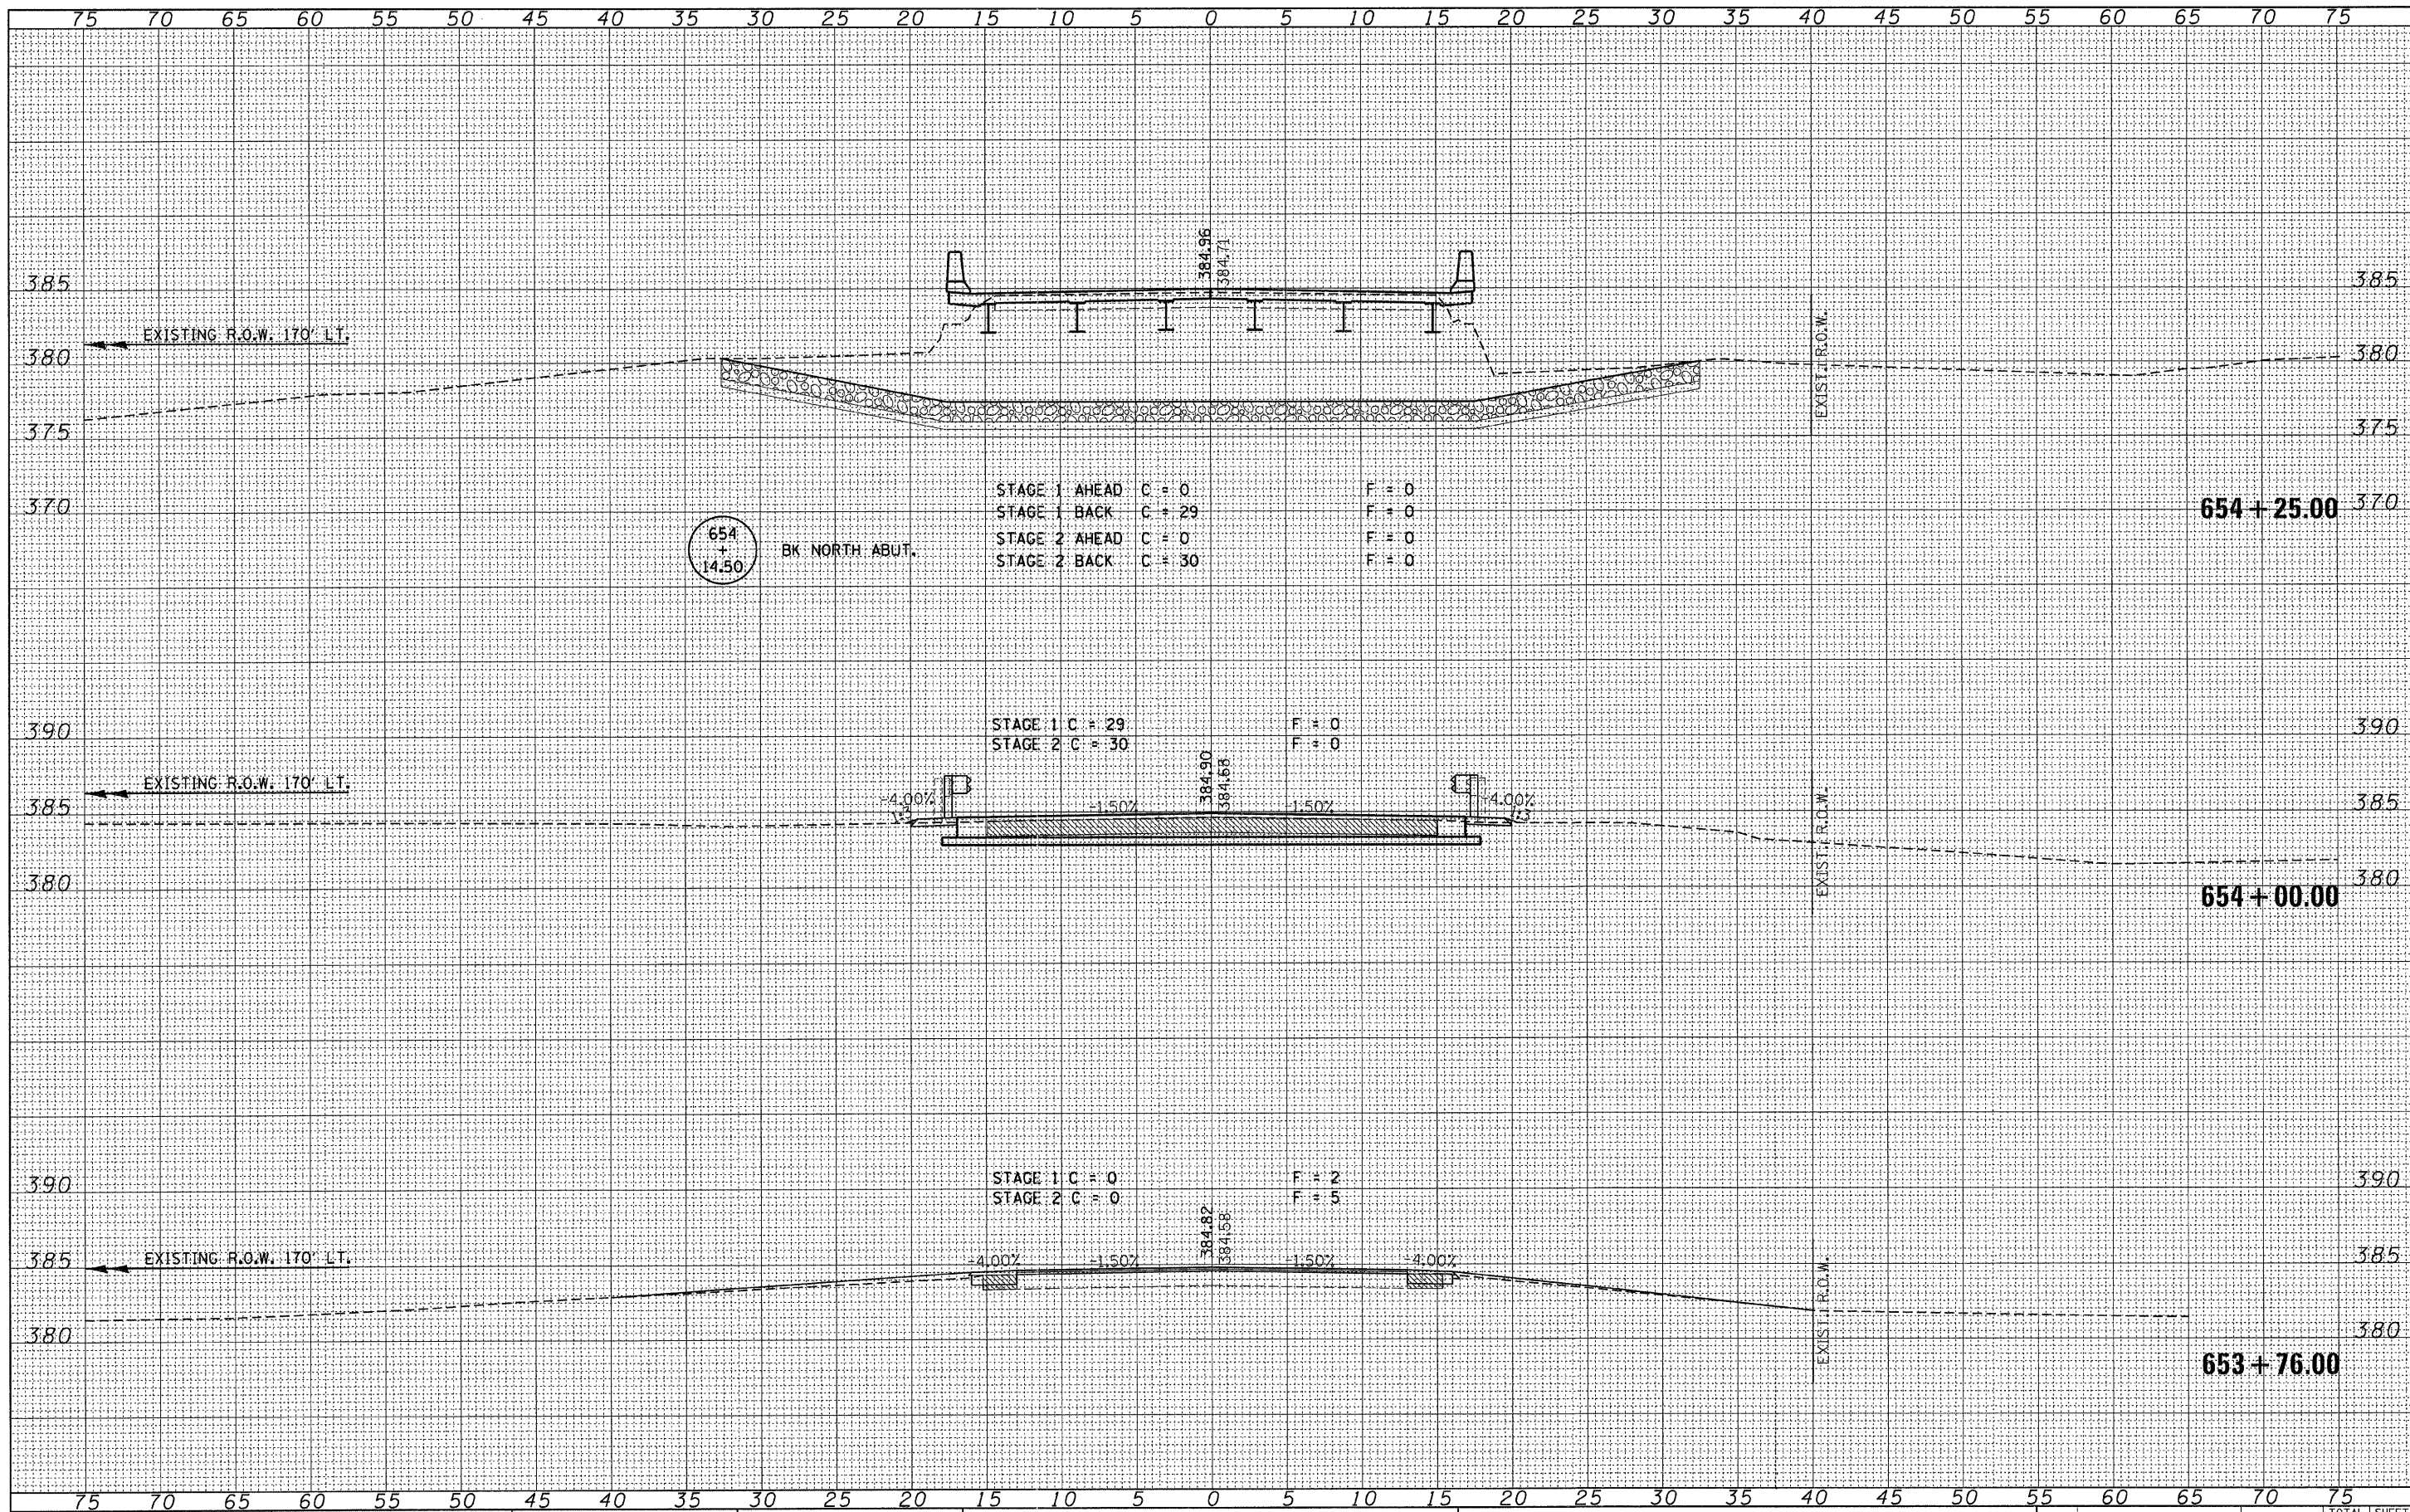 75 70 65 60 55 50 45 40 35 30 25 20 15 10 5 0 5 10 15 20 25 30 35 40 45 50 55 60 65 70 75
384.96
384.71
385 385
EXISTING R.O.W. 170' LT.
380 380
EXIST. R.O.W.
375 375
STAGE 1 AHEAD C = 0 F = 0
370 654+25.00 370
STAGE 1 BACK C = 29 F = 0
STAGE 2 AHEAD C = 0 F = 0
654 + 14.50 BK NORTH ABUT.
STAGE 2 BACK C = 30 F = 0
STAGE 1 C = 29 F = 0
390 390
STAGE 2 C = 30 F = 0
384.90
384.68
EXISTING R.O.W. 170' LT.
-4.00% -1.50% -1.50% -4.00%
385 385
1:3 1:3
EXIST. R.O.W.
380 380
654+00.00
STAGE 1 C = 0 F = 2
390 390
STAGE 2 C = 0 F = 5
384.82
384.58
EXISTING R.O.W. 170' LT.
-4.00% -1.50% -1.50% -4.00%
385 385
EXIST. R.O.W.
380 380
653+76.00
75 70 65 60 55 50 45 40 35 30 25 20 15 10 5 0 5 10 15 20 25 30 35 40 45 50 55 60 65 70 75
TOTAL SHEET